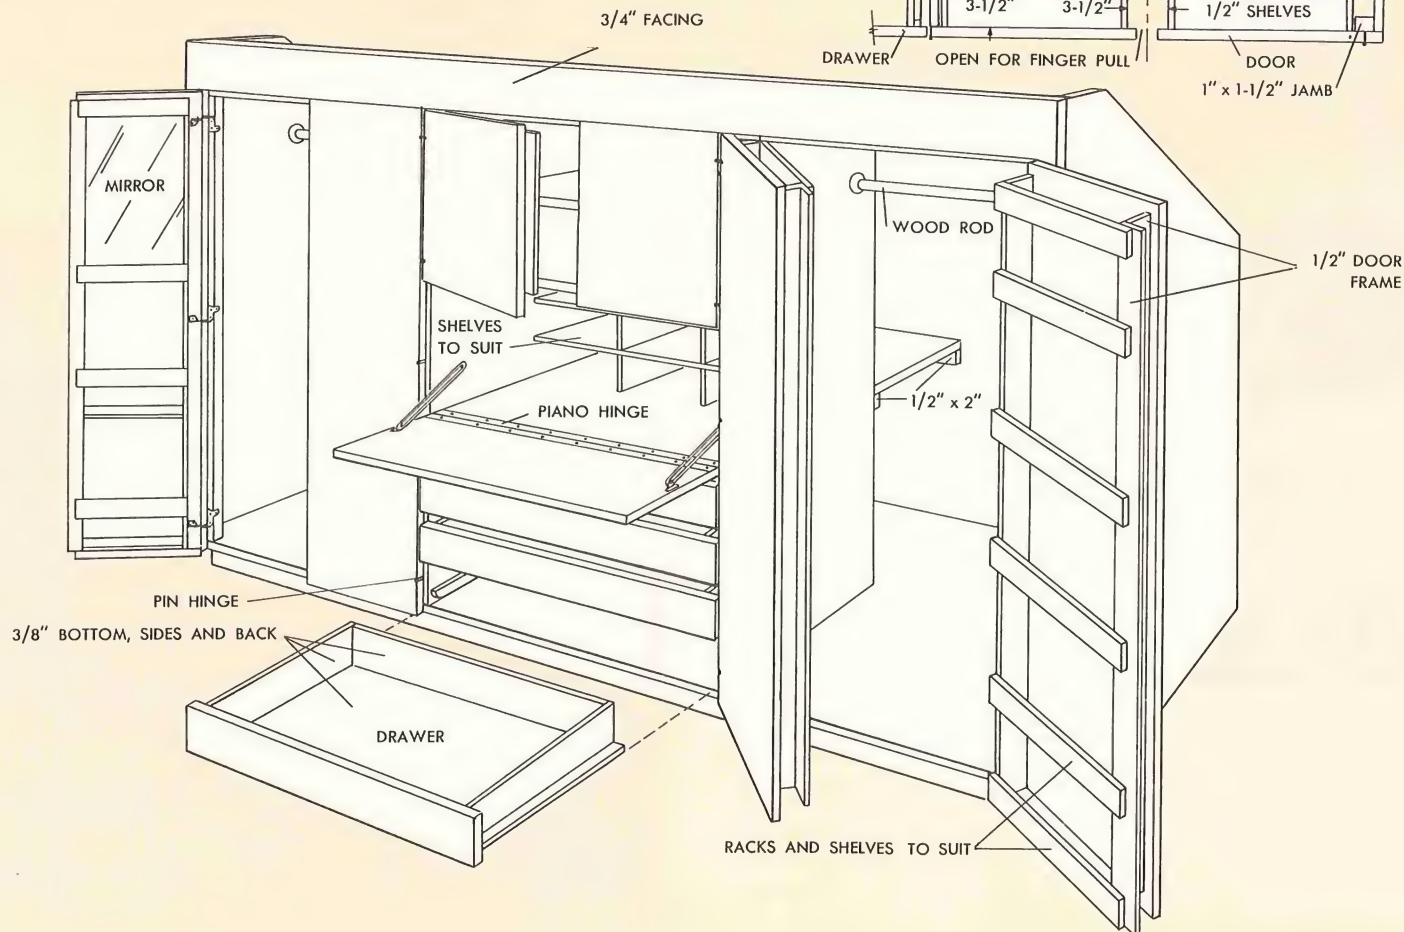 3/4" FACING
3-1/2"
3-1/2"
1/2" SHELVES
DRAWER
OPEN FOR FINGER PULL
DOOR
1" x 1-1/2" JAMB
MIRROR
WOOD ROD
1/2" DOOR
FRAME
SHELVES
TO SUIT
PIANO HINGE
1/2" x 2"
PIN HINGE
3/8" BOTTOM, SIDES AND BACK
DRAWER
RACKS AND SHELVES TO SUIT